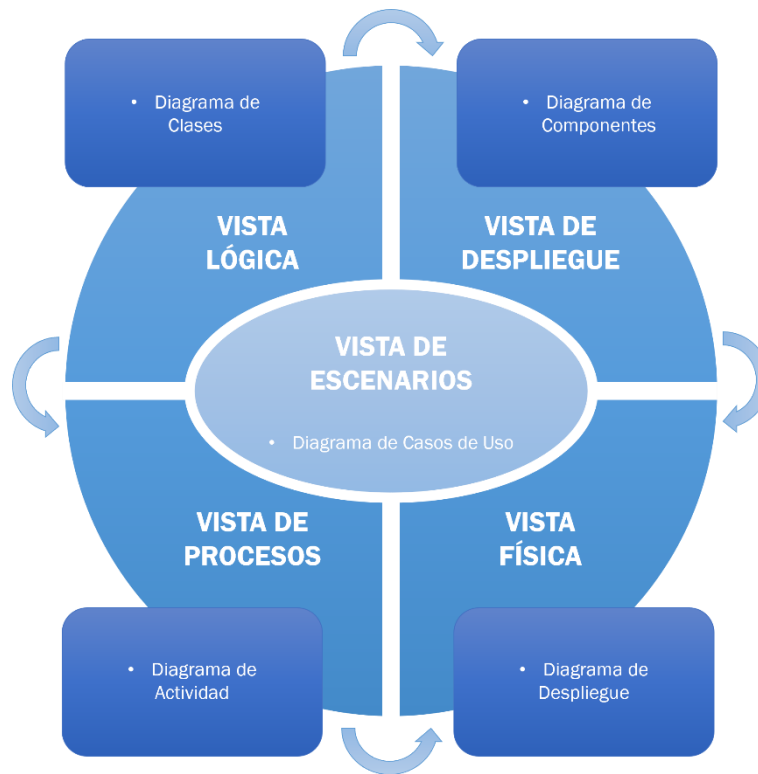 • Diagrama de
Clases
• Diagrama de
Componentes
VISTA
LÓGICA
VISTA DE
DESPLIEGUE
VISTA DE
ESCENARIOS
• Diagrama de Casos de Uso
VISTA DE
PROCESOS
VISTA
FÍSICA
• Diagrama de
Actividad
• Diagrama de
Despliegue